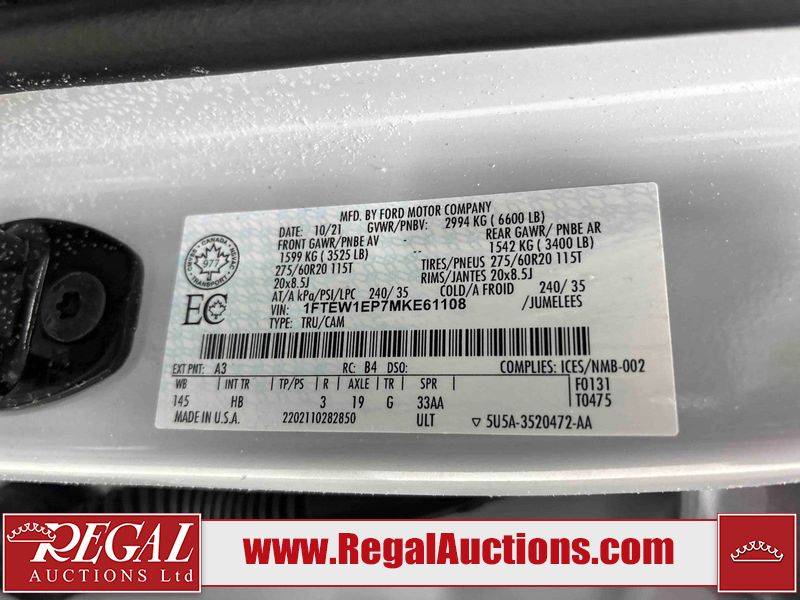 MFD. BY FORD MOTOR COMPANY
DATE: 10/21 GVWR/PNBV: 2994 KG ( 6600 LB)
FRONT GAWR/PNBE AV REAR GAWR/ PNBE AR
1599 KG ( 3525 LB) 1542 KG ( 3400 LB)
275/60R20 115T TIRES/PNEUS 275/60R20 115T
20x8.5J RIMS/JANTES 20x8.5J
AT/A kPa/PSI/LPC 240/ 35 COLD/A FROID 240/ 35
VIN: 1FTEW1EP7MKE61108 /JUMELEES
TYPE: TRU/CAM
CANADA
977
TRANSPORT
EC
EXT PNT: A3 RC: B4 DSO: COMPLIES: ICES/NMB-002
WB INT TR TP/PS R AXLE TR SPR F0131
145 HB 3 19 G 33AA T0475
MADE IN U.S.A. 2202110282850 ULT ▽ 5U5A-3520472-AA
REGAL
AUCTIONS Ltd
www.RegalAuctions.com